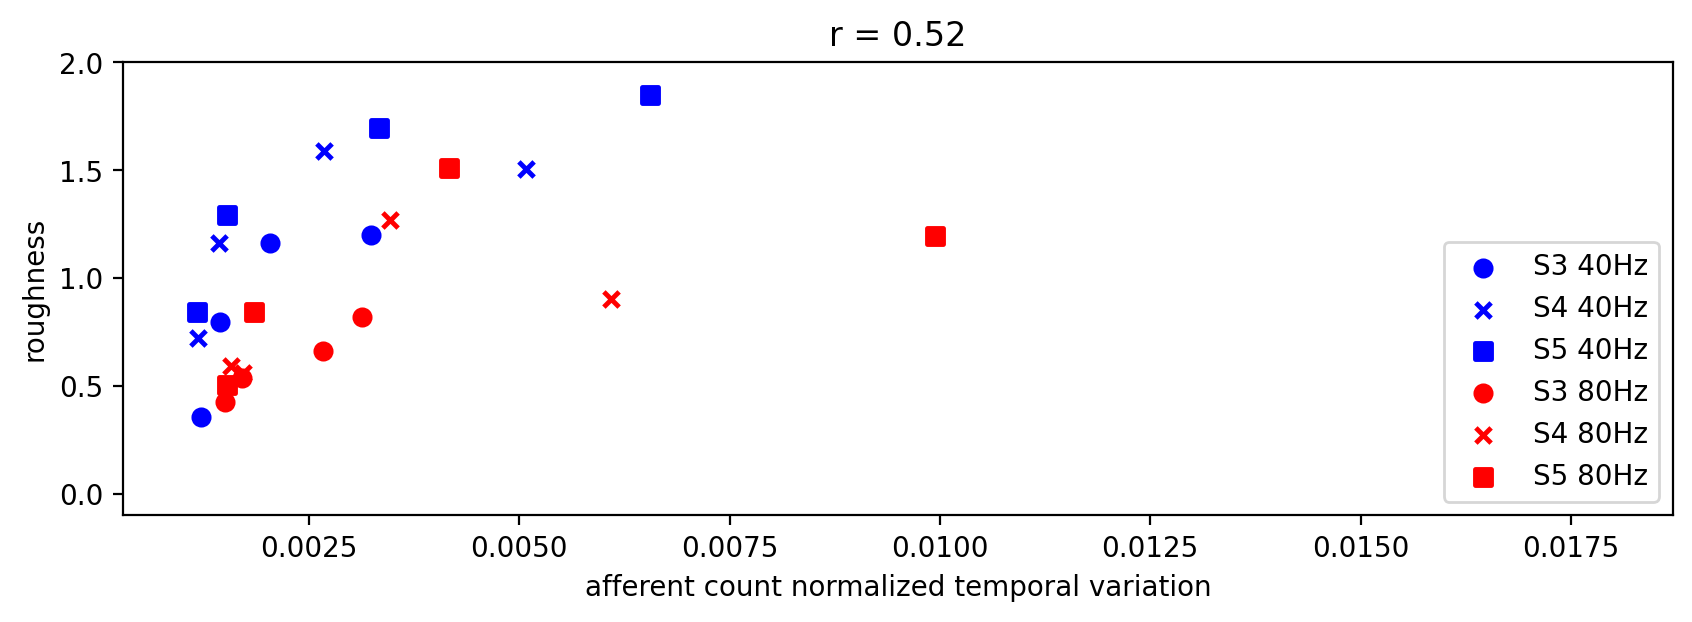 r = 0.52
2.0
1.5
1.0
0.5
0.0
roughness
S3 40Hz
S4 40Hz
S5 40Hz
S3 80Hz
S4 80Hz
S5 80Hz
0.0025 0.0050 0.0075 0.0100 0.0125 0.0150 0.0175
afferent count normalized temporal variation